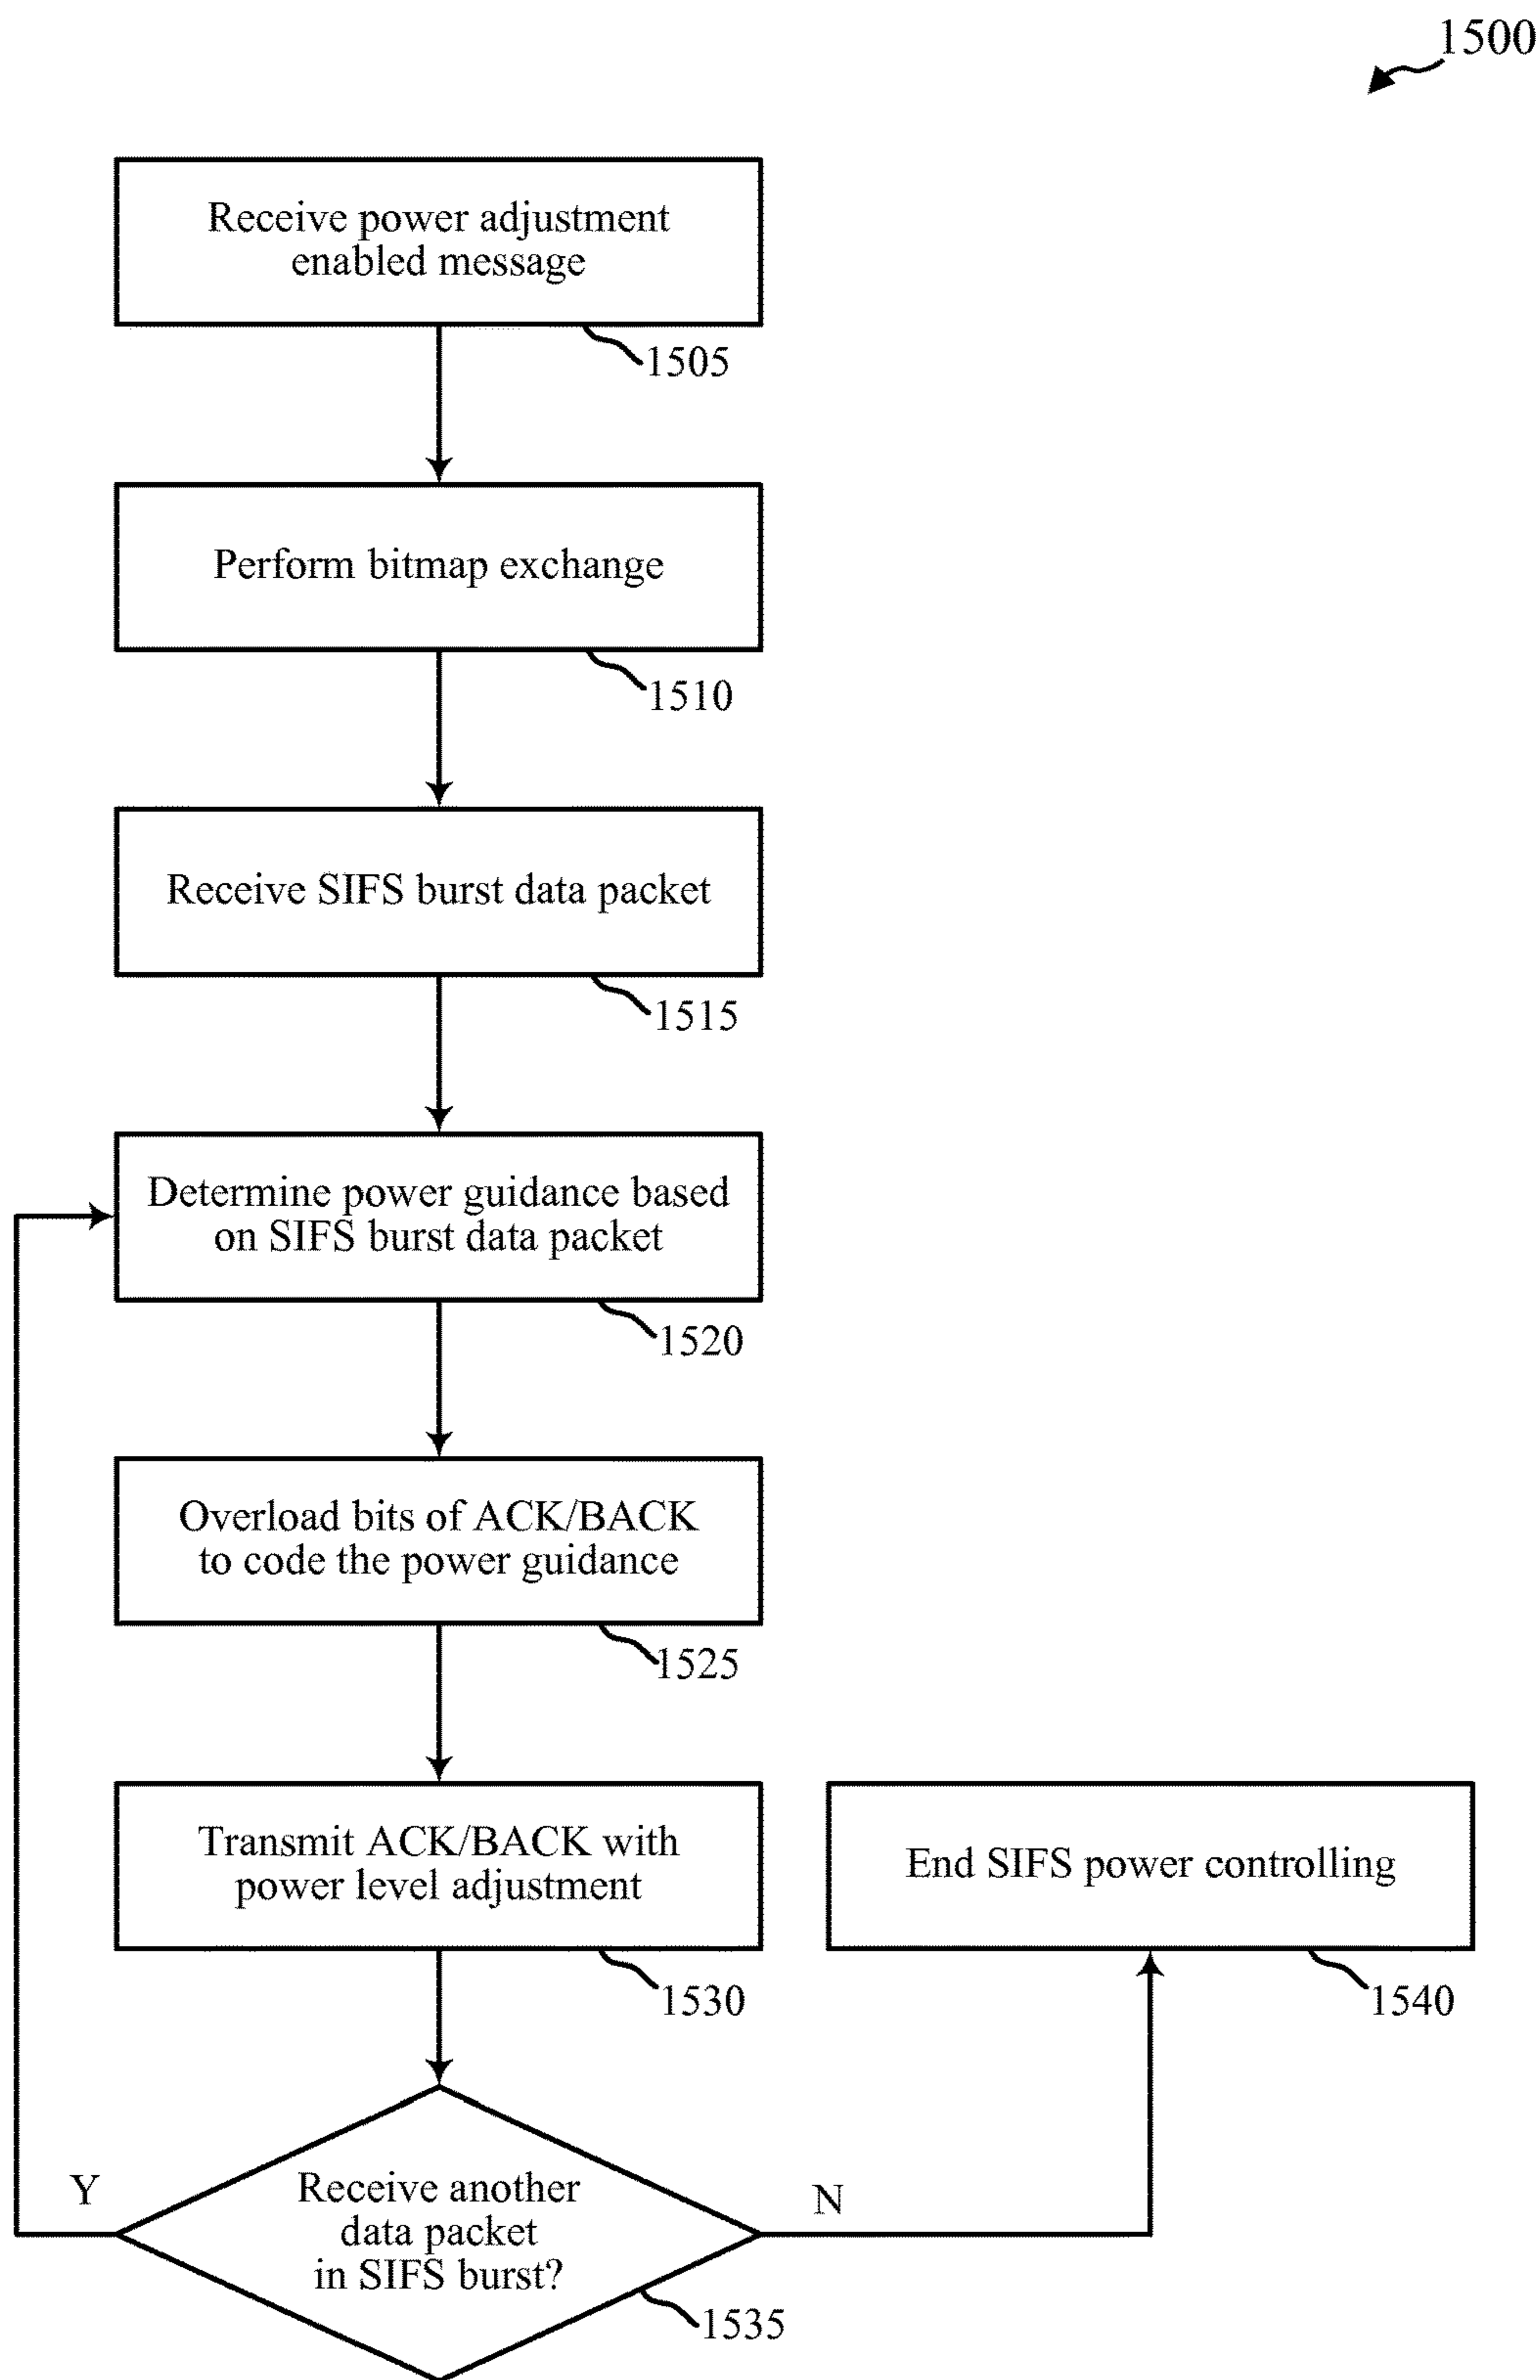 1500
Receive power adjustment
enabled message
1505
Perform bitmap exchange
1510
Receive SIFS burst data packet
1515
Determine power guidance based
on SIFS burst data packet
1520
Overload bits of ACK/BACK
to code the power guidance
1525
Transmit ACK/BACK with
power level adjustment
1530
End SIFS power controlling
1540
Y
Receive another
data packet
in SIFS burst?
N
1535